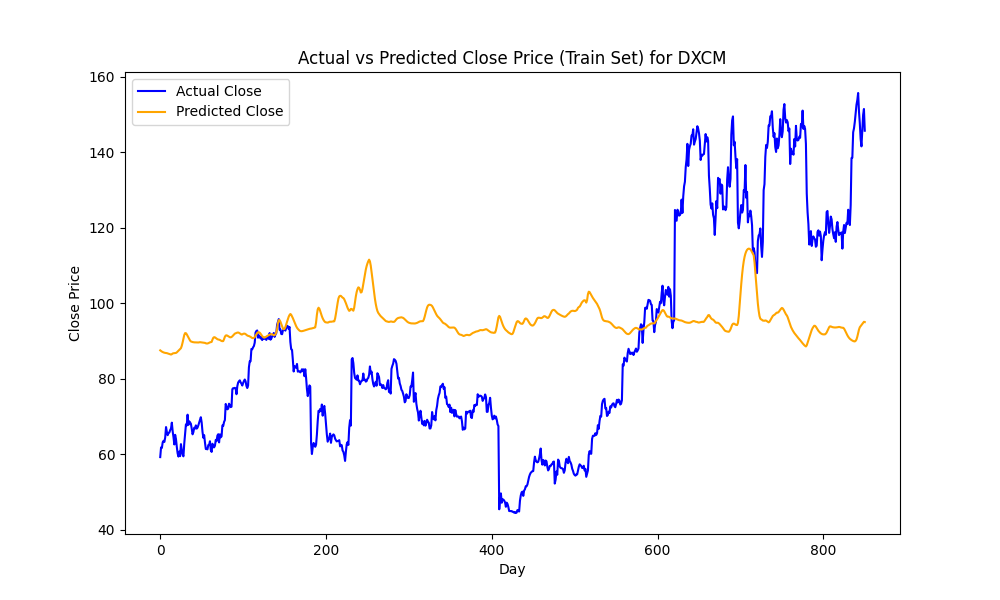 Actual vs Predicted Close Price (Train Set) for DXCM
Actual Close
Predicted Close
Close Price
160
140
120
100
80
60
40
0 200 400 600 800
Day